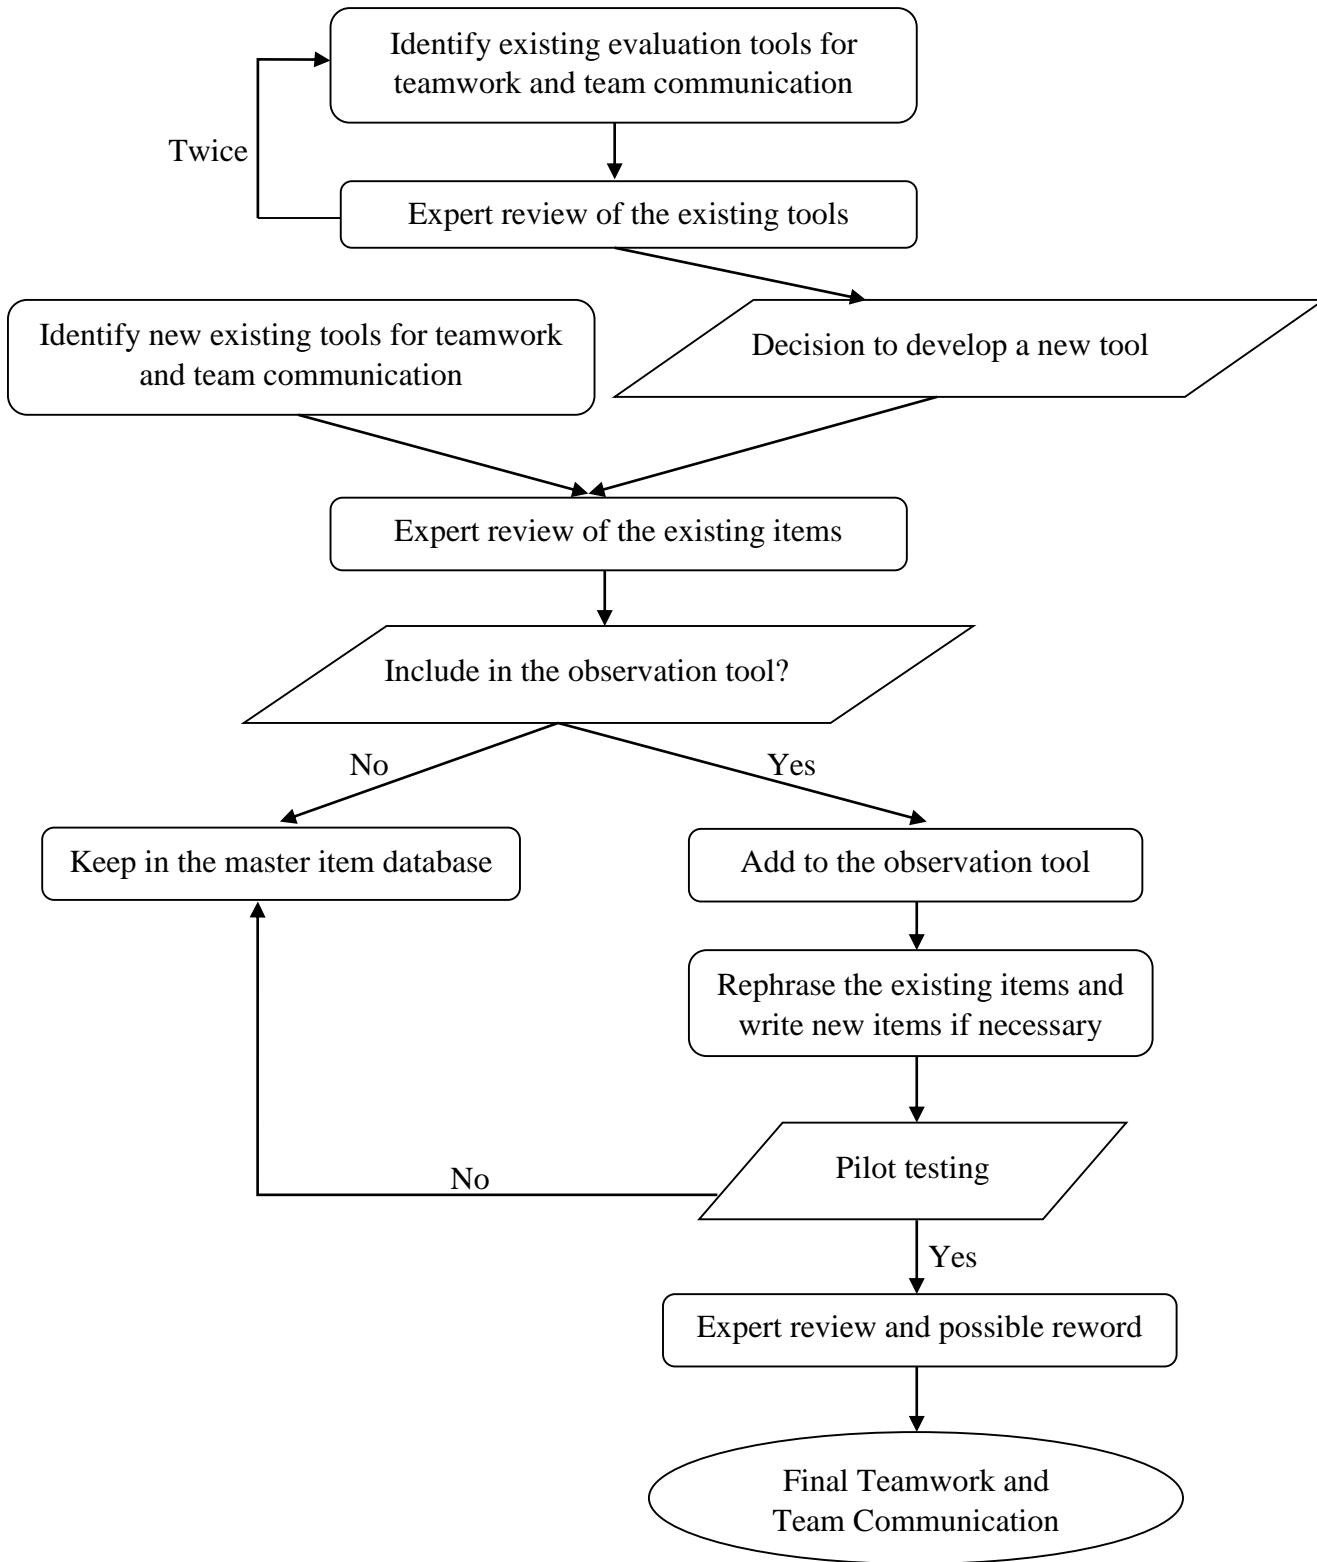 Identify existing evaluation tools for
teamwork and team communication
Twice
Expert review of the existing tools
Identify new existing tools for teamwork
and team communication
Decision to develop a new tool
Expert review of the existing items
Include in the observation tool?
No
Yes
Keep in the master item database
Add to the observation tool
Rephrase the existing items and
write new items if necessary
Pilot testing
No
Yes
Expert review and possible reword
Final Teamwork and
Team Communication